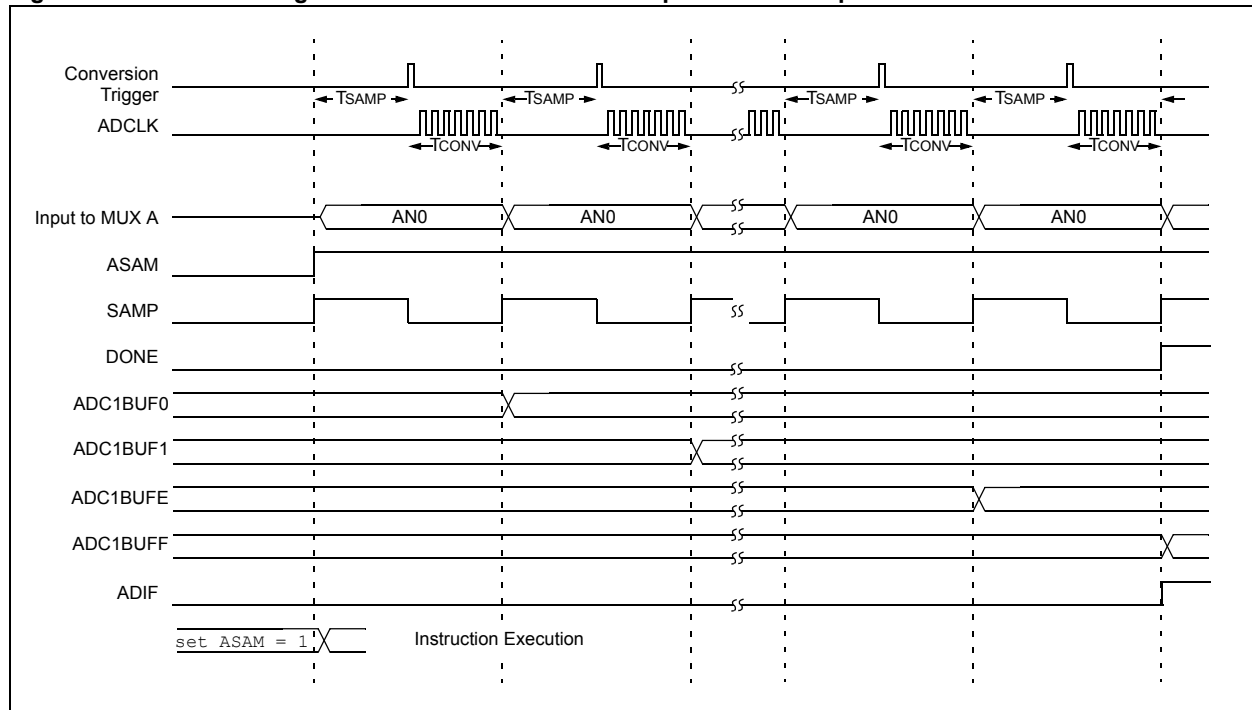 Conversion
Trigger
TSAMP TSAMP TSAMP TSAMP
ADCLK
TCONV TCONV TCONV TCONV
Input to MUX A AN0 AN0 AN0 AN0
ASAM
SAMP
DONE
ADC1BUF0
ADC1BUF1
ADC1BUFE
ADC1BUFF
ADIF
set ASAM = 1 Instruction Execution